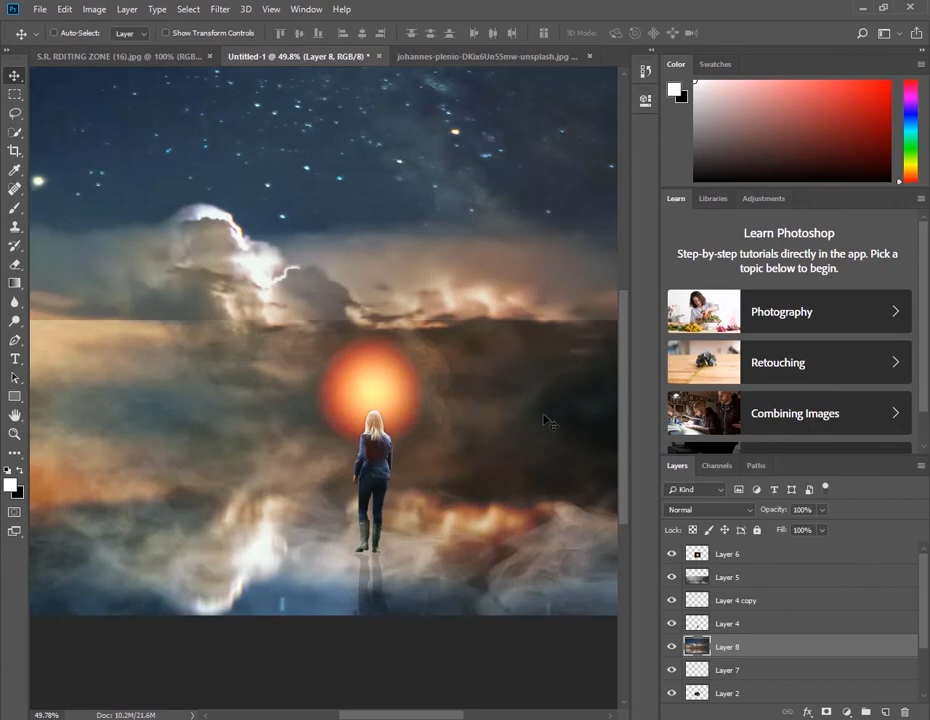 Ps File Edit Image Layer Type Select Filter 3D View Window Help
Auto-Select: Layer Show Transform Controls 3D Mode:
S.R. RDITING ZONE (16).jpg @ 100% (RGB... × Untitled-1 @ 49.8% (Layer 8, RGB/8) * × johannes-plenio-DKix6Un55mw-unsplash.jpg ... ×
Color Swatches
Learn Libraries Adjustments
Learn Photoshop
Step-by-step tutorials directly in the app. Pick a
topic below to begin.
Photography
Retouching
Combining Images
Layers Channels Paths
Kind
Normal Opacity: 100%
Lock: Fill: 100%
Layer 6
Layer 5
Layer 4 copy
Layer 4
Layer 8
Layer 7
Layer 2
fx
49.78% Doc: 10.2M/21.6M